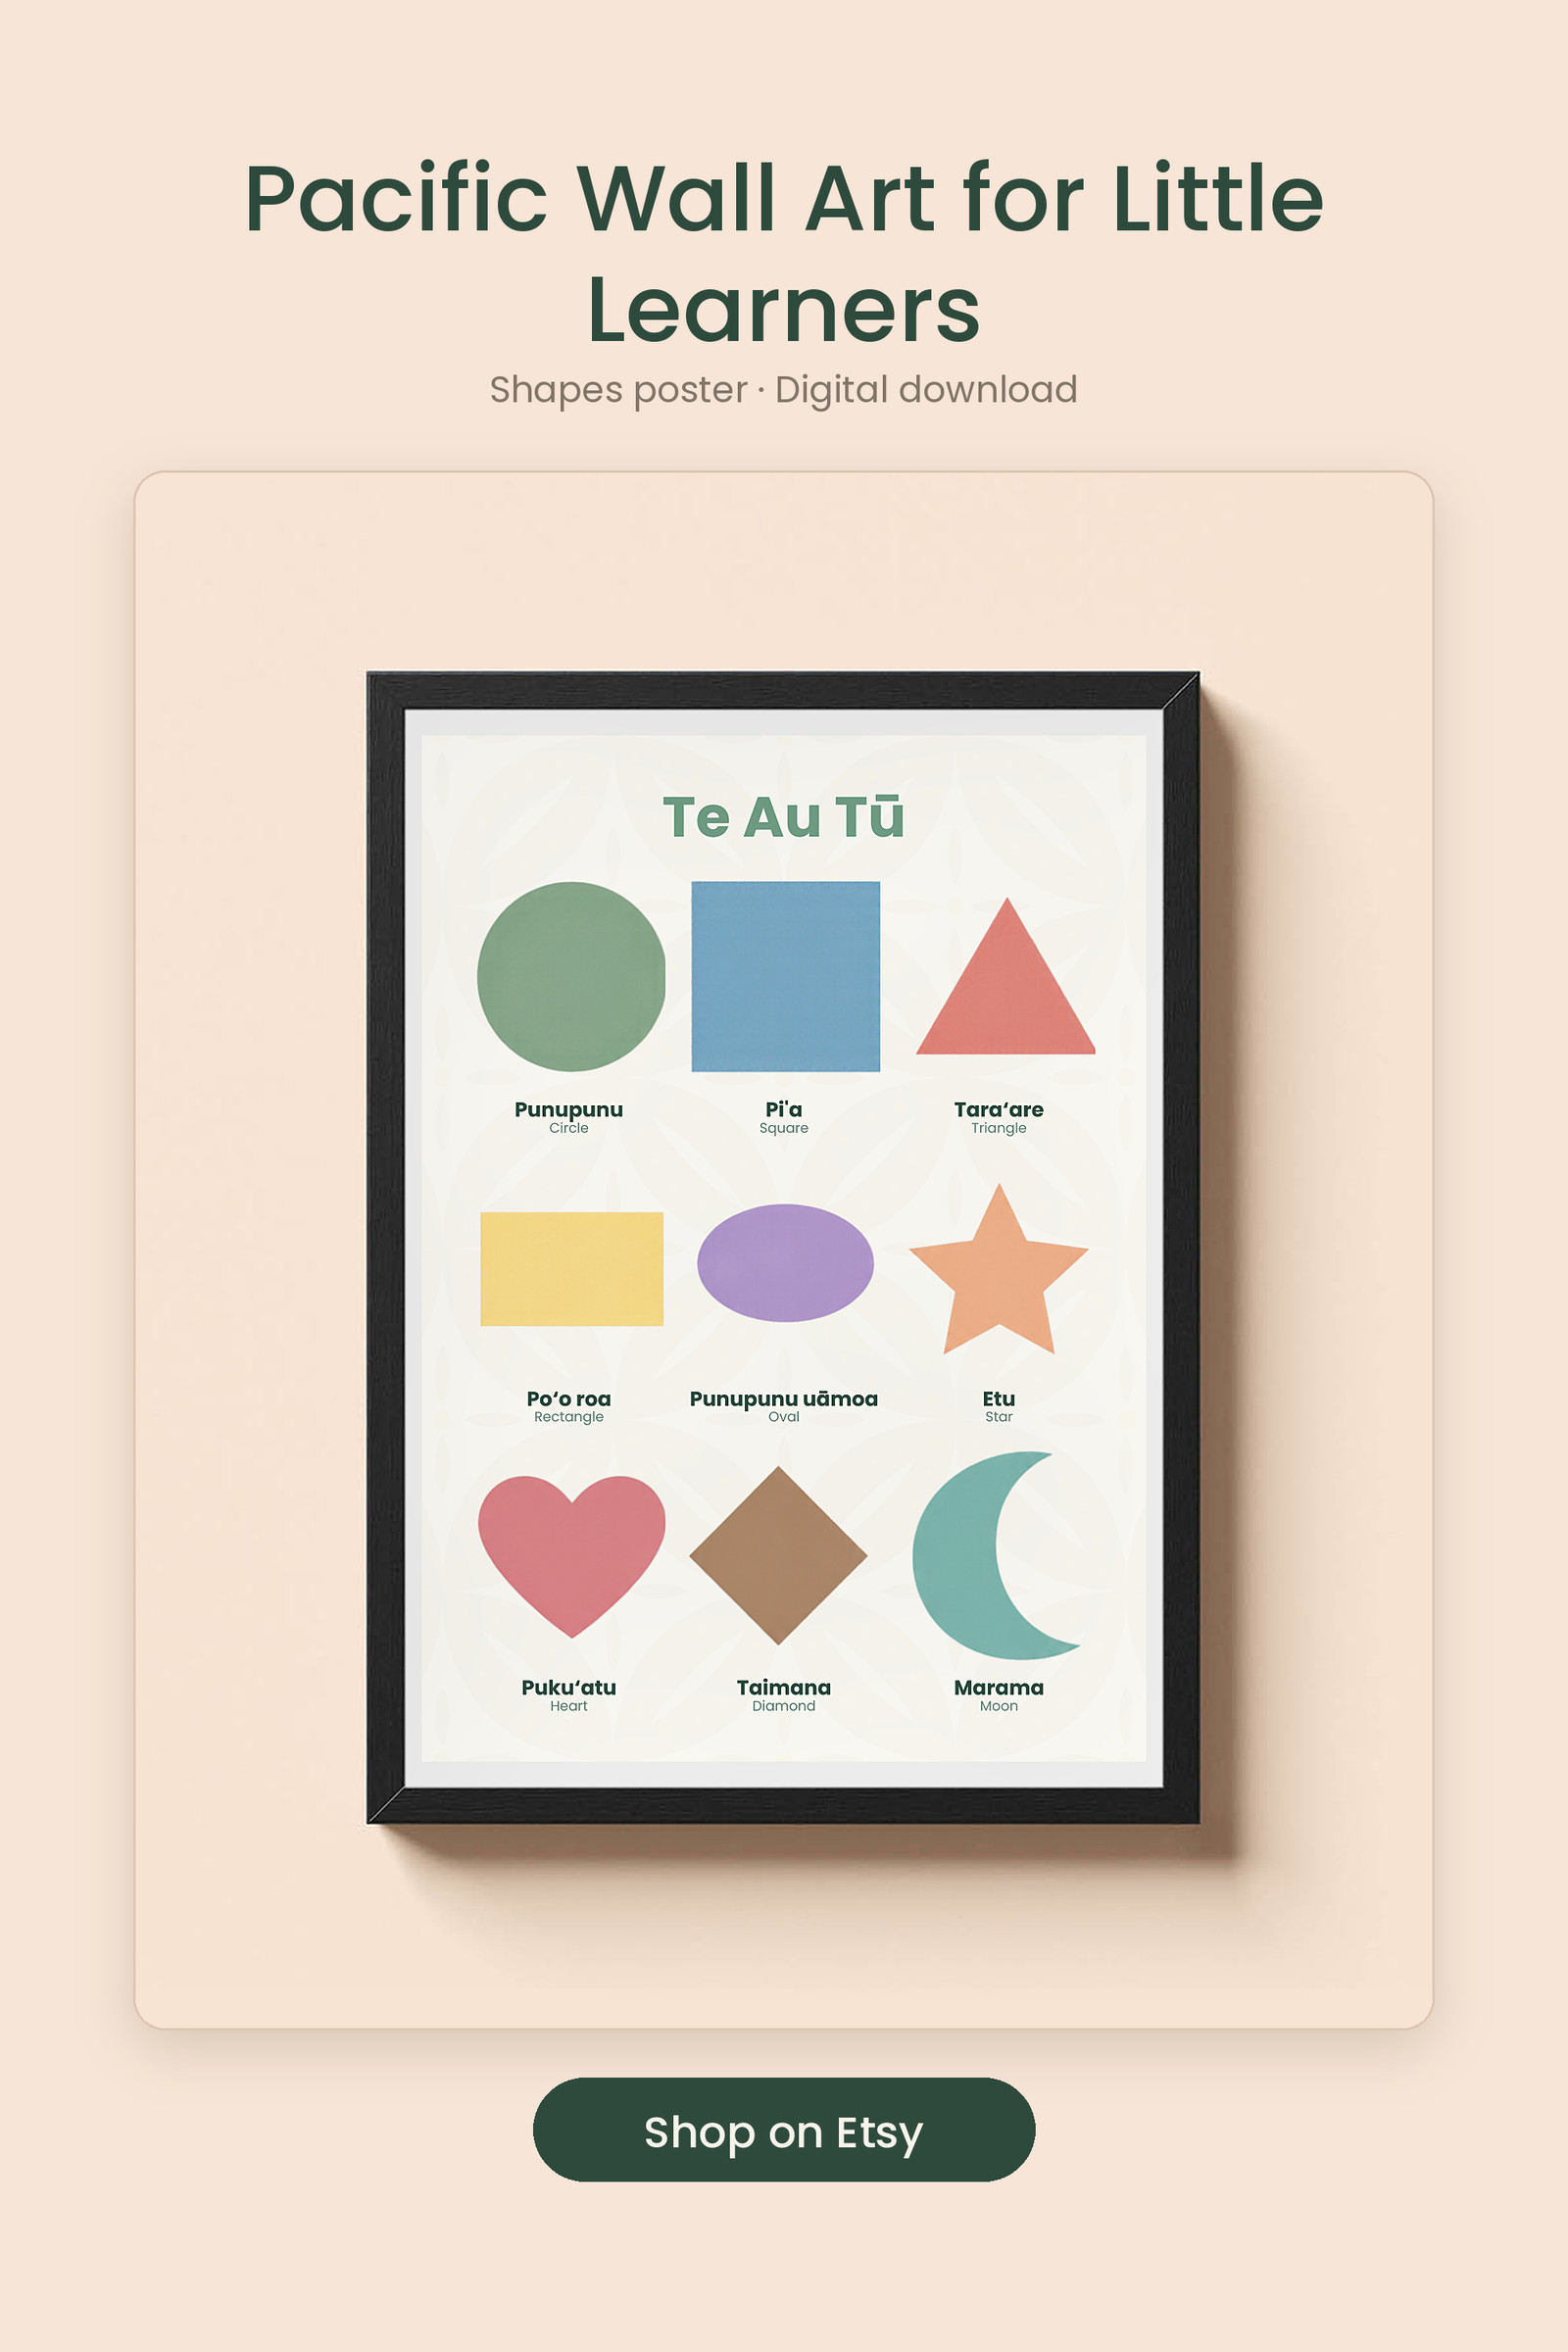 Pacific Wall Art for Little
Learners
Shapes poster · Digital download
Te Au Tū
Punupunu
Circle
Pi'a
Square
Tara‘are
Triangle
Po‘o roa
Rectangle
Punupunu uāmoa
Oval
Etu
Star
Puku‘atu
Heart
Taimana
Diamond
Marama
Moon
Shop on Etsy